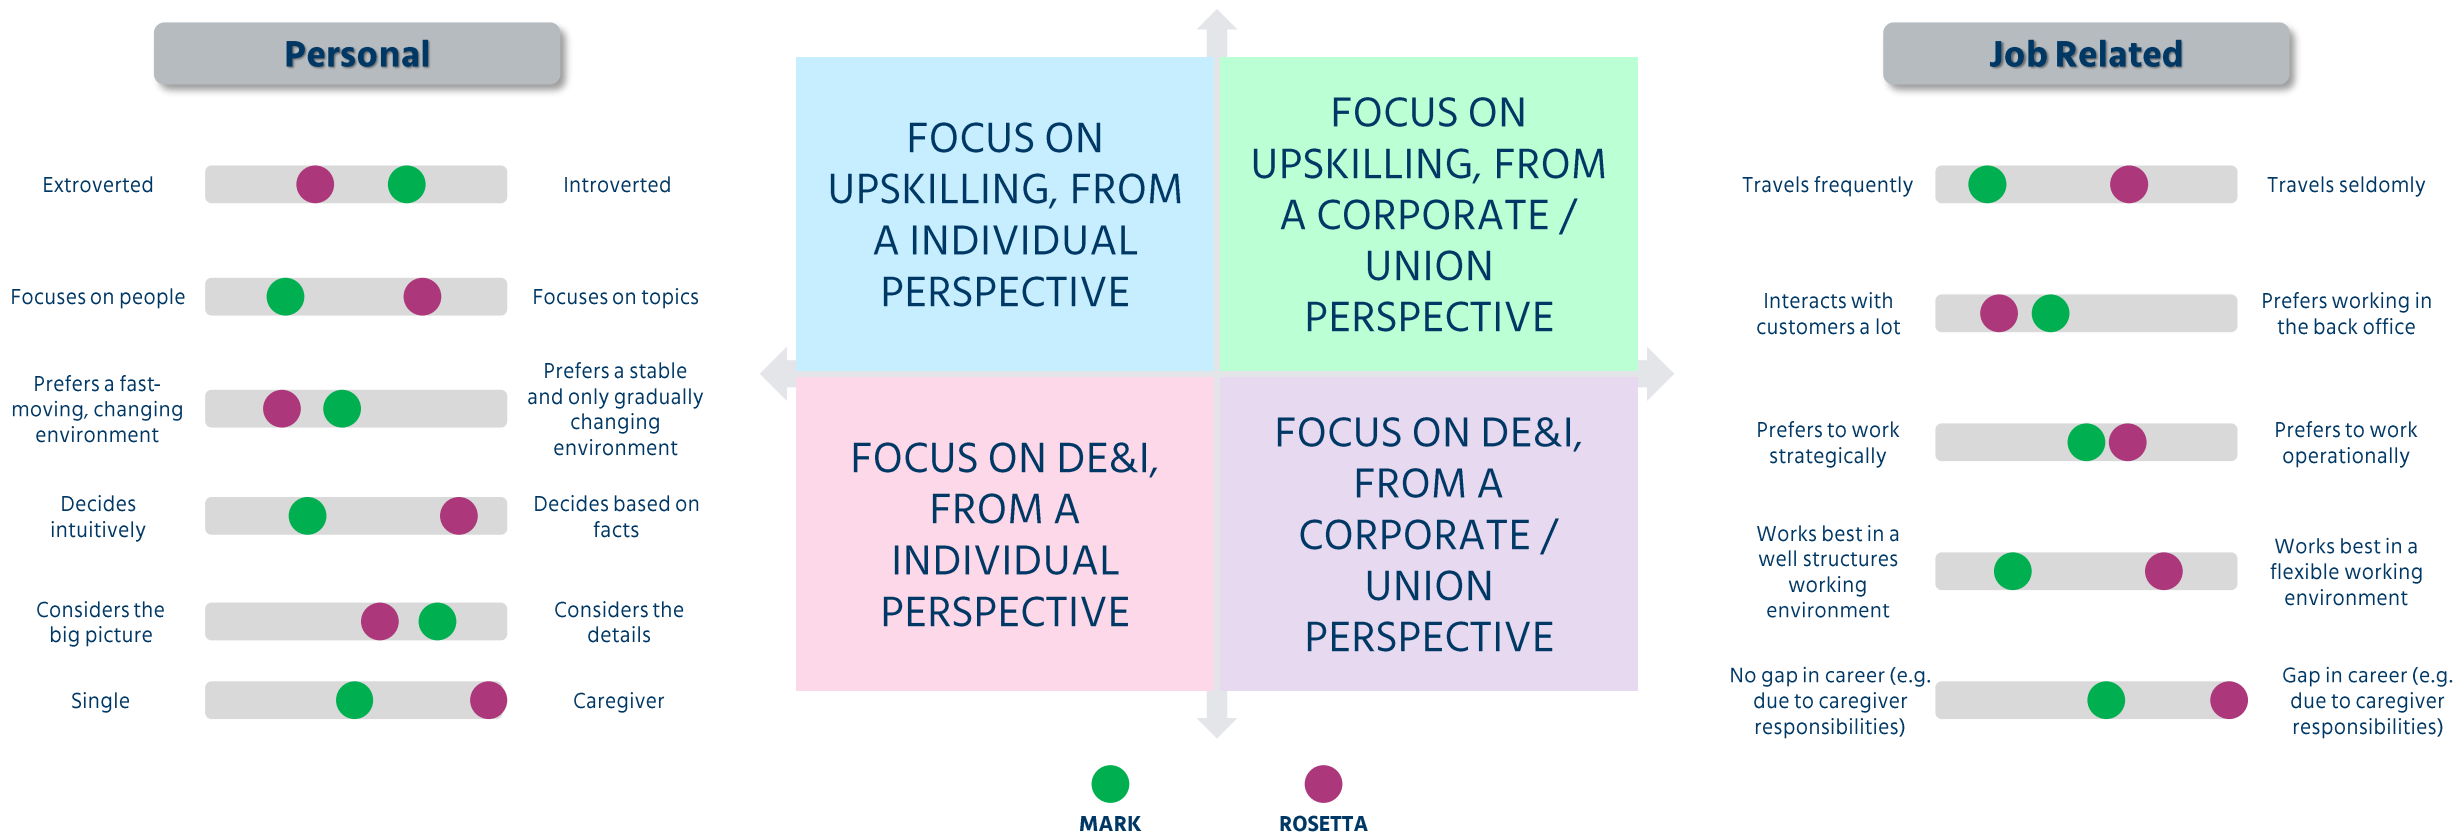 Personal
Extroverted
Introverted
Focuses on people
Focuses on topics
Prefers a fast-
moving, changing
environment
Prefers a stable
and only gradually
changing
environment
Decides
intuitively
Decides based on
facts
Considers the
big picture
Considers the
details
Single
Caregiver
FOCUS ON
UPSKILLING, FROM
A INDIVIDUAL
PERSPECTIVE
FOCUS ON
UPSKILLING, FROM
A CORPORATE /
UNION
PERSPECTIVE
FOCUS ON DE&I,
FROM A
INDIVIDUAL
PERSPECTIVE
FOCUS ON DE&I,
FROM A
CORPORATE /
UNION
PERSPECTIVE
MARK
ROSETTA
Job Related
Travels frequently
Travels seldomly
Interacts with
customers a lot
Prefers working in
the back office
Prefers to work
strategically
Prefers to work
operationally
Works best in a
well structures
working
environment
Works best in a
flexible working
environment
No gap in career (e.g.
due to caregiver
responsibilities)
Gap in career (e.g.
due to caregiver
responsibilities)